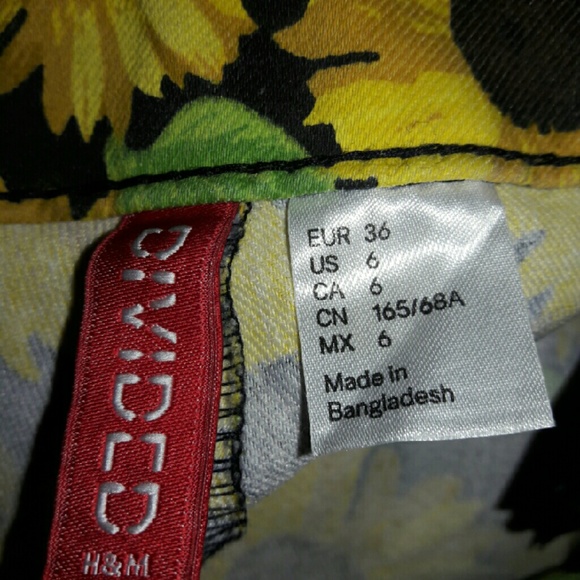 DIVIDED
H&M
EUR 36
US 6
CA 6
CN 165/68A
MX 6
Made in
Bangladesh